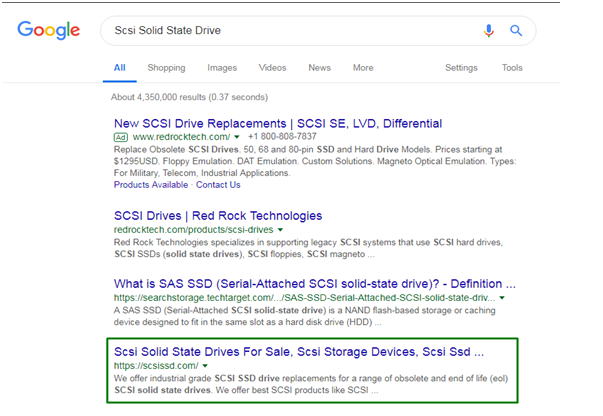 Google
Scsi Solid State Drive
All Shopping Images Videos News More Settings Tools
About 4,350,000 results (0.37 seconds)
New SCSI Drive Replacements | SCSI SE, LVD, Differential
Ad www.redrocktech.com/ +1 800-808-7837
Replace Obsolete SCSI Drives. 50, 68 and 80-pin SSD and Hard Drive Models. Prices starting at
$1295USD. Floppy Emulation. DAT Emulation. Custom Solutions. Magneto Optical Emulation. Types:
For Military, Telecom, Industrial Applications.
Products Available · Contact Us
SCSI Drives | Red Rock Technologies
redrocktech.com/products/scsi-drives
Red Rock Technologies specializes in supporting legacy SCSI systems that use SCSI hard drives,
SCSI SSDs (solid state drives), SCSI floppies, SCSI magneto ...
What is SAS SSD (Serial-Attached SCSI solid-state drive)? - Definition ...
https://searchstorage.techtarget.com/.../SAS-SSD-Serial-Attached-SCSI-solid-state-driv...
A SAS SSD (Serial-Attached SCSI solid-state drive) is a NAND flash-based storage or caching
device designed to fit in the same slot as a hard disk drive (HDD) ...
Scsi Solid State Drives For Sale, Scsi Storage Devices, Scsi Ssd ...
https://scsissd.com/
We offer industrial grade SCSI SSD drive replacements for a range of obsolete and end of life (eol)
SCSI solid state drives. We offer best SCSI products like SCSI ...